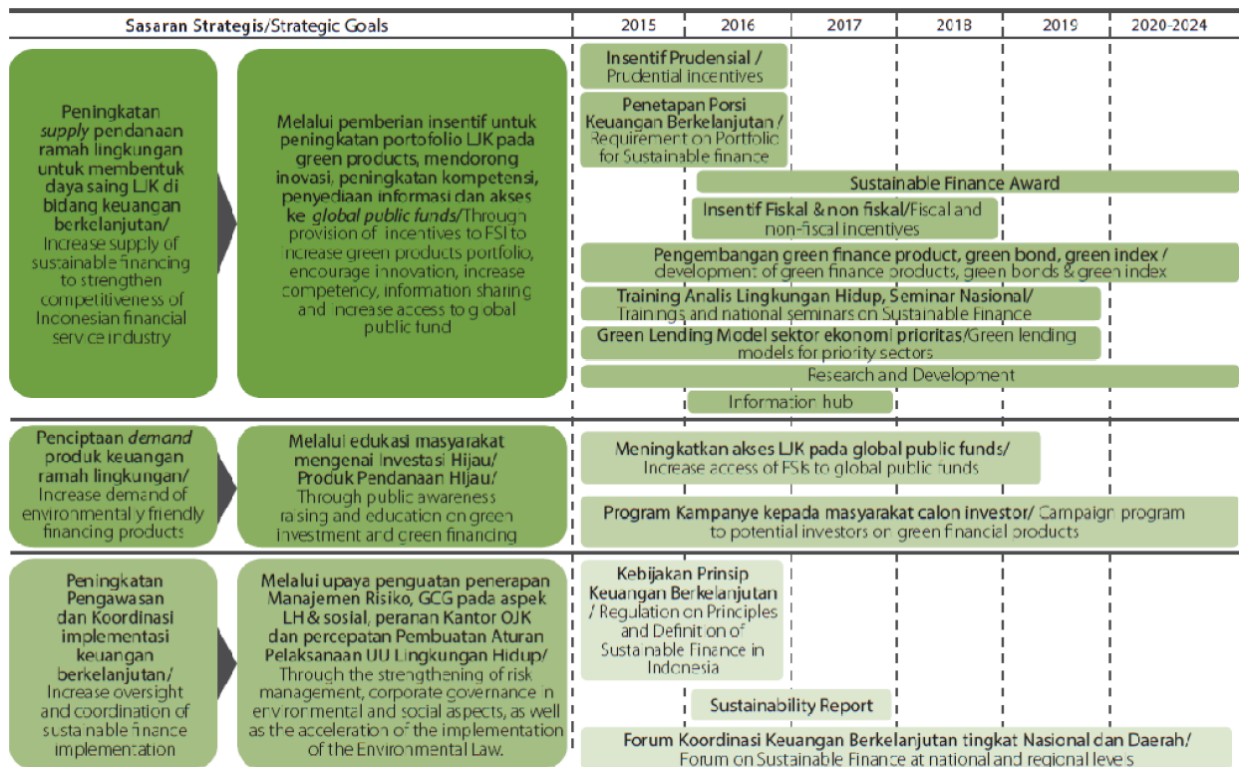 Sasaran Strategis/Strategic Goals
2015
2016
2017
2018
2019
2020-2024
Peningkatan
supply pendanaan
ramah lingkungan
untuk membentuk
daya saing LJK di
bidang keuangan
berkelanjutan/
Increase supply of
sustainable financing
to strengthen
competitiveness of
Indonesian financial
service industry
Melalui pemberian insentif untuk
peningkatan portofolio LJK pada
green products, mendorong
inovasi, peningkatan kompetensi,
penyediaan informasi dan akses
ke global public funds/Through
provision of incentives to FSI to
increase green products portfolio,
encourage innovation, increase
competency, information sharing
and increase access to global
public fund
Insentif Prudensial /
Prudential incentives
Penetapan Porsi
Keuangan Berkelanjutan /
Requirement on Portfolio
for Sustainable finance
Sustainable Finance Award
Insentif Fiskal & non fiskal/Fiscal and
non-fiscal incentives
Pengembangan green finance product, green bond, green index /
development of green finance products, green bonds & green index
Training Analis Lingkungan Hidup, Seminar Nasional/
Trainings and national seminars on Sustainable Finance
Green Lending Model sektor ekonomi prioritas/Green lending
models for priority sectors
Research and Development
Information hub
Penciptaan demand
produk keuangan
ramah lingkungan/
Increase demand of
environmentally friendly
financing products
Melalui edukasi masyarakat
mengenai Investasi Hijau/
Produk Pendanaan HIjau/
Through public awareness
raising and education on green
investment and green financing
Meningkatkan akses LJK pada global public funds/
Increase access of FSIs to global public funds
Program Kampanye kepada masyarakat calon investor/ Campaign program
to potential investors on green financial products
Peningkatan
Pengawasan
dan Koordinasi
implementasi
keuangan
berkelanjutan/
Increase oversight
and coordination of
sustainable finance
implementation
Melalui upaya penguatan penerapan
Manajemen Risiko, GCG pada aspek
LH & sosial, peranan Kantor OJK
dan percepatan Pembuatan Aturan
Pelaksanaan UU Lingkungan Hidup/
Through the strengthening of risk
management, corporate governance in
environmental and social aspects, as well
as the acceleration of the implementation
of the Environmental Law.
Kebijakan Prinsip
Keuangan Berkelanjutan
/ Regulation on Principles
and Definition of
Sustainable Finance in
Indonesia
Sustainability Report
Forum Koordinasi Keuangan Berkelanjutan tingkat Nasional dan Daerah/
Forum on Sustainable Finance at national and regional levels